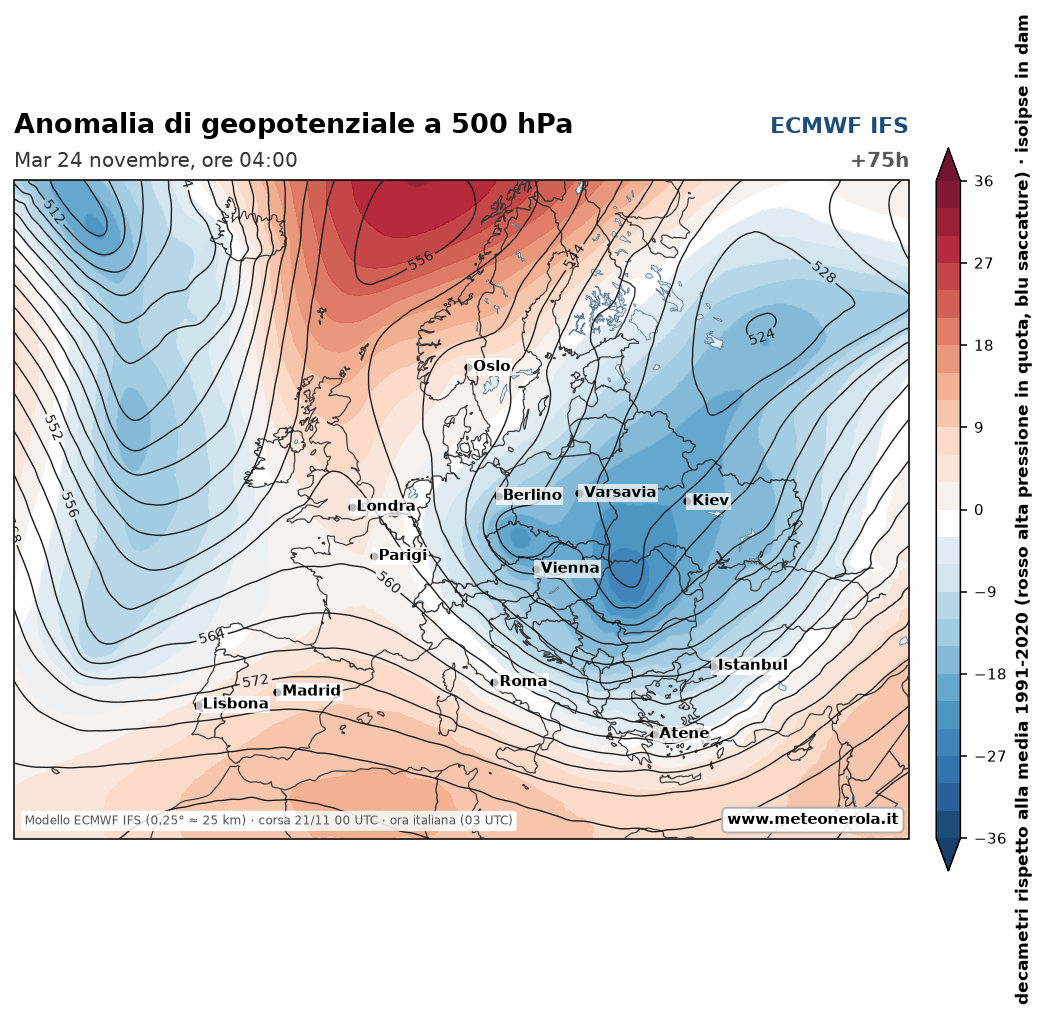 Anomalia di geopotenziale a 500 hPa
ECMWF IFS
Mar 24 novembre, ore 04:00
+75h
512
556
544
528
524
552
556
560
564
572
Oslo
Berlino
Varsavia
Kiev
Londra
Parigi
Vienna
Istanbul
Roma
Madrid
Lisbona
Atene
Modello ECMWF IFS (0,25° ≈ 25 km) · corsa 21/11 00 UTC · ora italiana (03 UTC)
www.meteonerola.it
36
27
18
9
0
−9
−18
−27
−36
decametri rispetto alla media 1991-2020 (rosso alta pressione in quota, blu saccature) · isoipse in dam